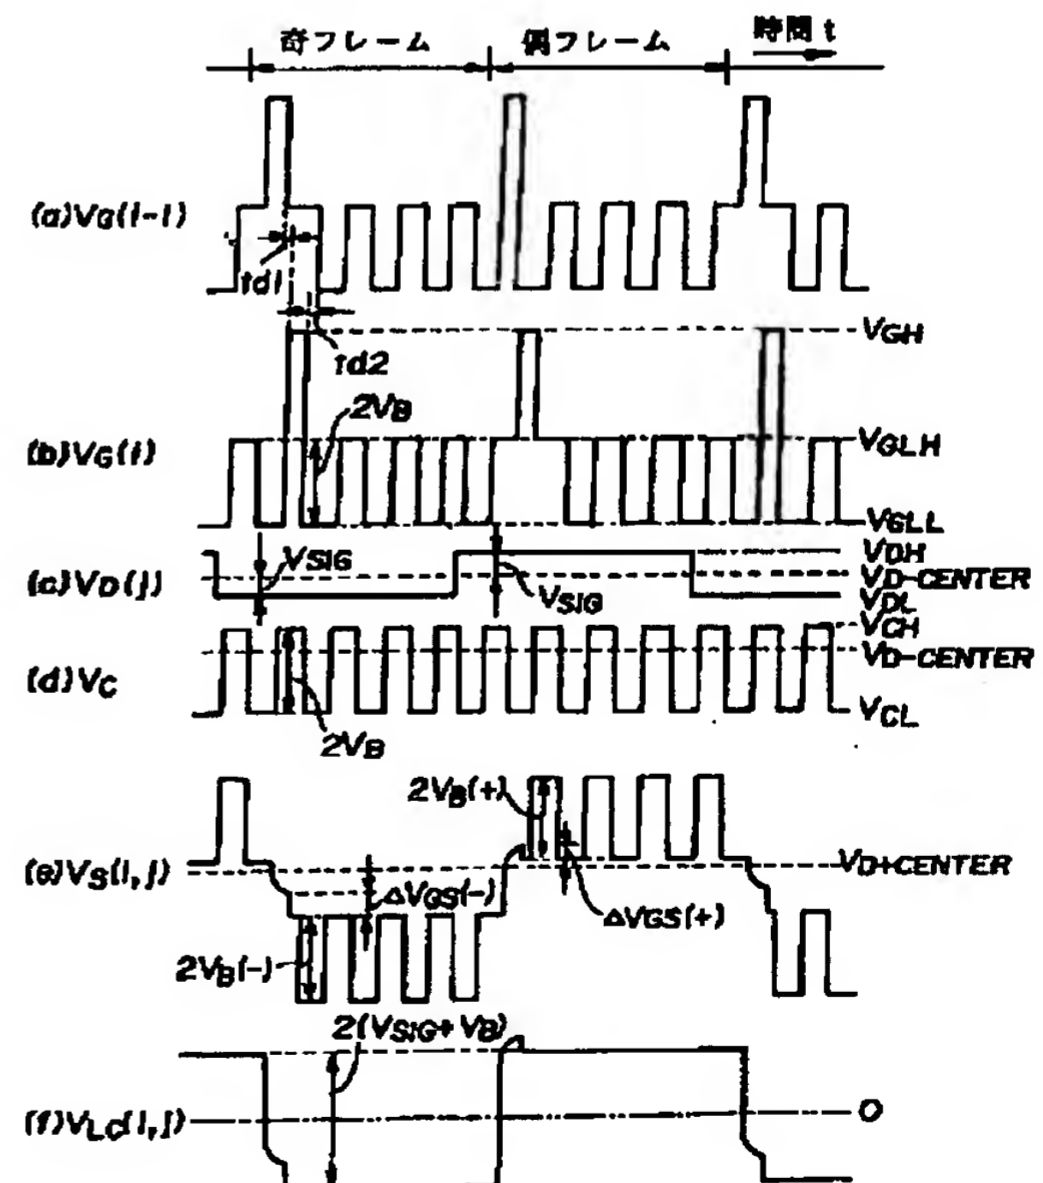 奇フレーム 偶フレーム 時間 t
(a)VG(i-1)
td1
td2
VGH
2VB
(b)VG(i)
VGLH
VGLL
VSIG
VDH
(c)VD(j)
VD-CENTER
VSIG
VDL
VCH
VD-CENTER
(d)VC
VCL
2VB
2VB(+)
(e)VS(i,j)
VD+CENTER
ΔVGS(-)
ΔVGS(+)
2VB(-)
2(VSIG+VB)
(f)VLC(i,j)
0